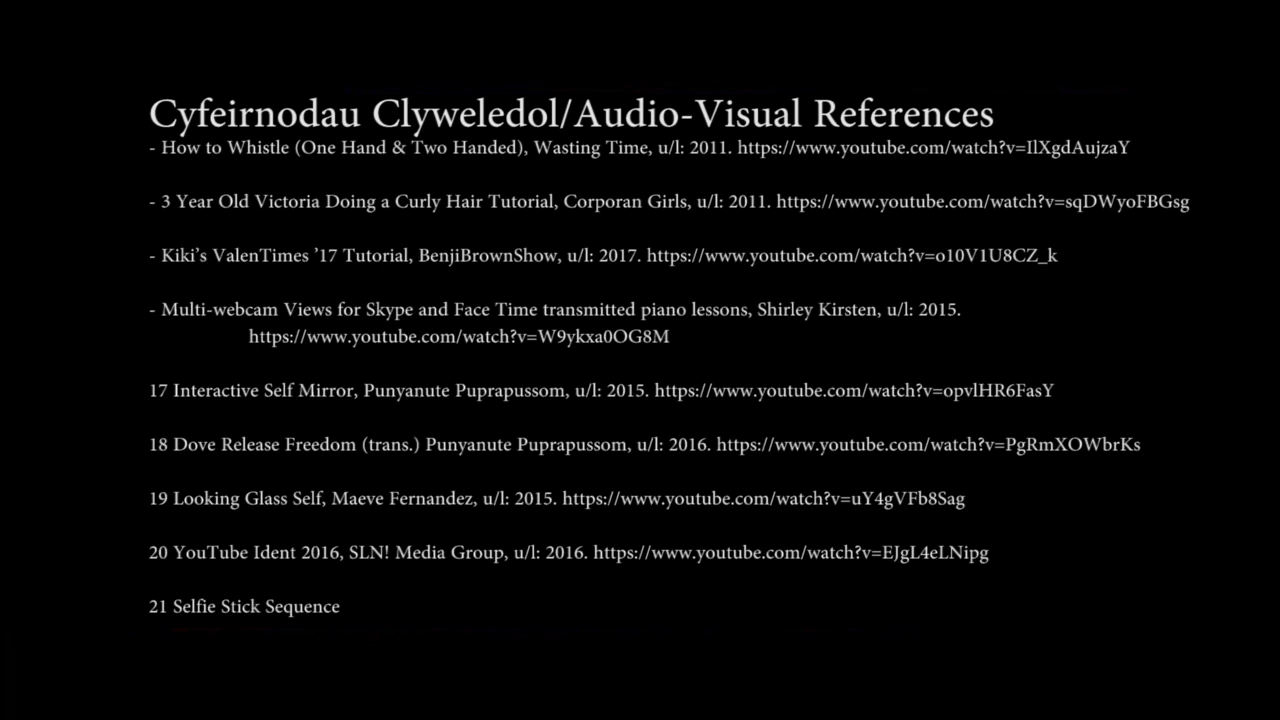 Cyfeirnodau Clyweledol/Audio-Visual References
- How to Whistle (One Hand & Two Handed), Wasting Time, u/l: 2011. https://www.youtube.com/watch?v=IlXgdAujzaY
- 3 Year Old Victoria Doing a Curly Hair Tutorial, Corporan Girls, u/l: 2011. https://www.youtube.com/watch?v=sqDWyoFBGsg
- Kiki’s ValenTimes ’17 Tutorial, BenjiBrownShow, u/l: 2017. https://www.youtube.com/watch?v=o10V1U8CZ_k
- Multi-webcam Views for Skype and Face Time transmitted piano lessons, Shirley Kirsten, u/l: 2015.
https://www.youtube.com/watch?v=W9ykxa0OG8M
17 Interactive Self Mirror, Punyanute Puprapussom, u/l: 2015. https://www.youtube.com/watch?v=opvlHR6FasY
18 Dove Release Freedom (trans.) Punyanute Puprapussom, u/l: 2016. https://www.youtube.com/watch?v=PgRmXOWbrKs
19 Looking Glass Self, Maeve Fernandez, u/l: 2015. https://www.youtube.com/watch?v=uY4gVFb8Sag
20 YouTube Ident 2016, SLN! Media Group, u/l: 2016. https://www.youtube.com/watch?v=EJgL4eLNipg
21 Selfie Stick Sequence